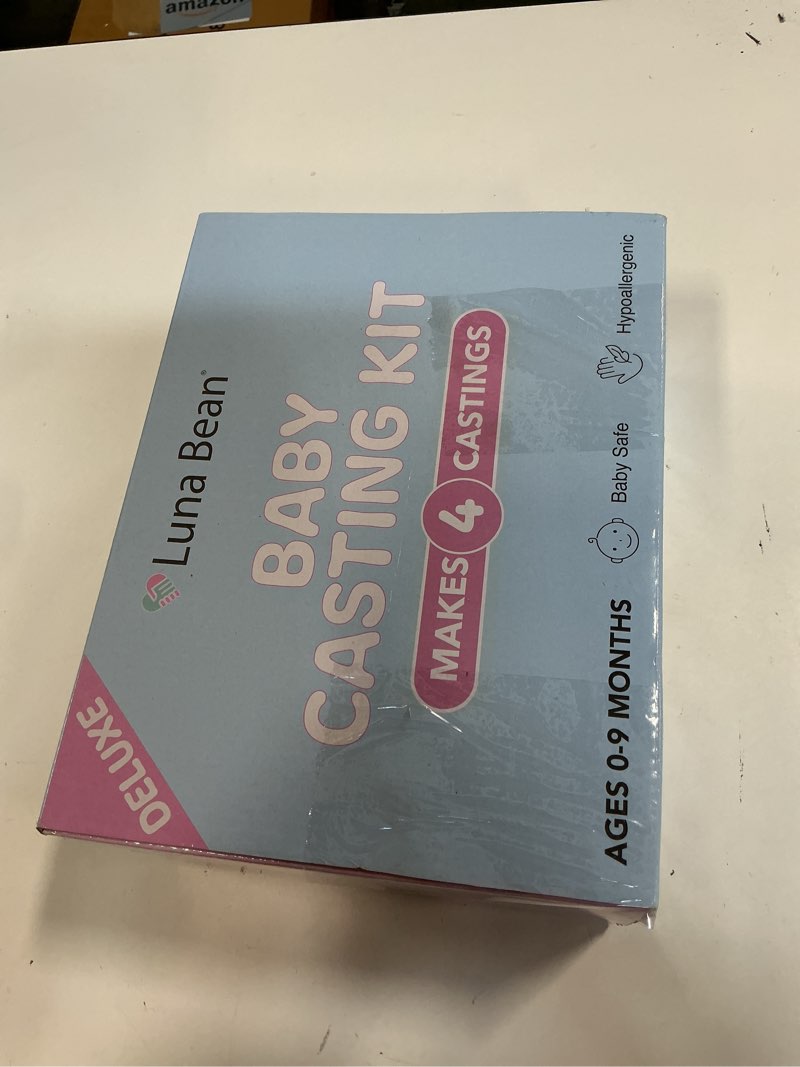 amazon
DELUXE
Luna Bean®
BABY
CASTING KIT
MAKES 4 CASTINGS
AGES 0-9 MONTHS
Baby Safe
Hypoallergenic